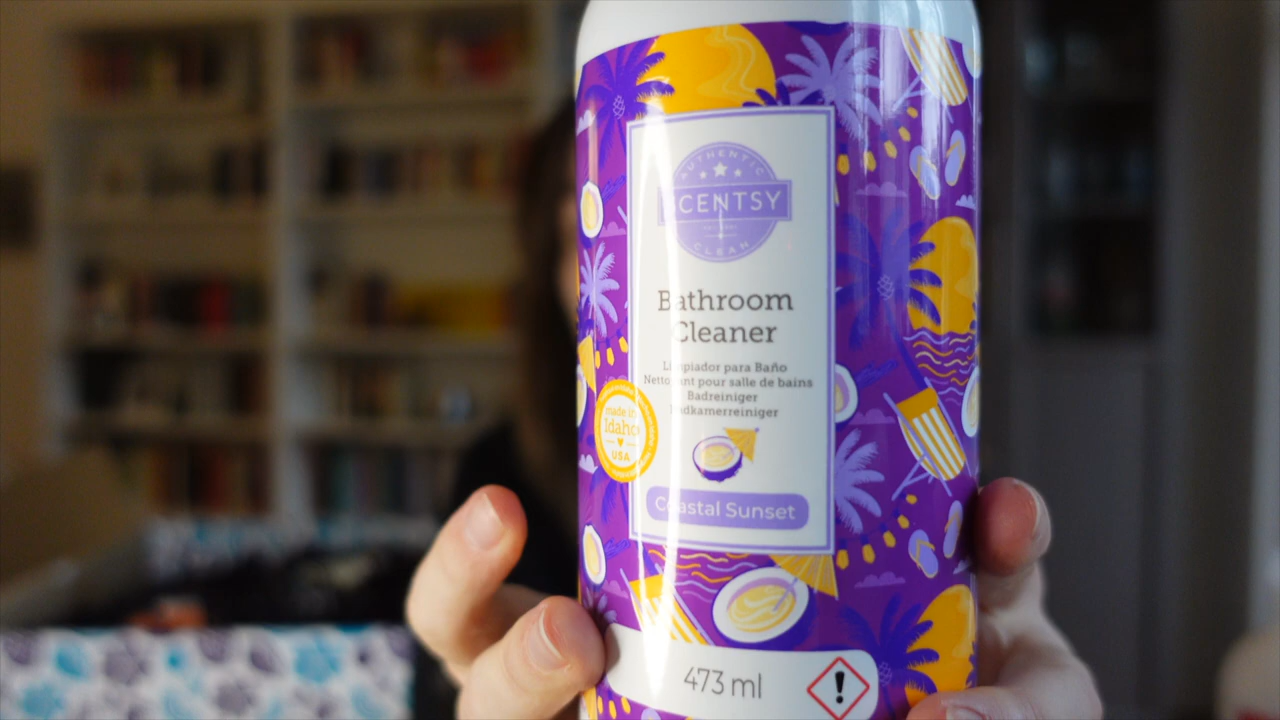 AUTHENTIC
SCENTSY
CLEAN
Bathroom
Cleaner
Limpiador para Baño
Nettoyant pour salle de bains
Badreiniger
Badkamerreiniger
made in
Idaho
USA
Coastal Sunset
473 ml
!